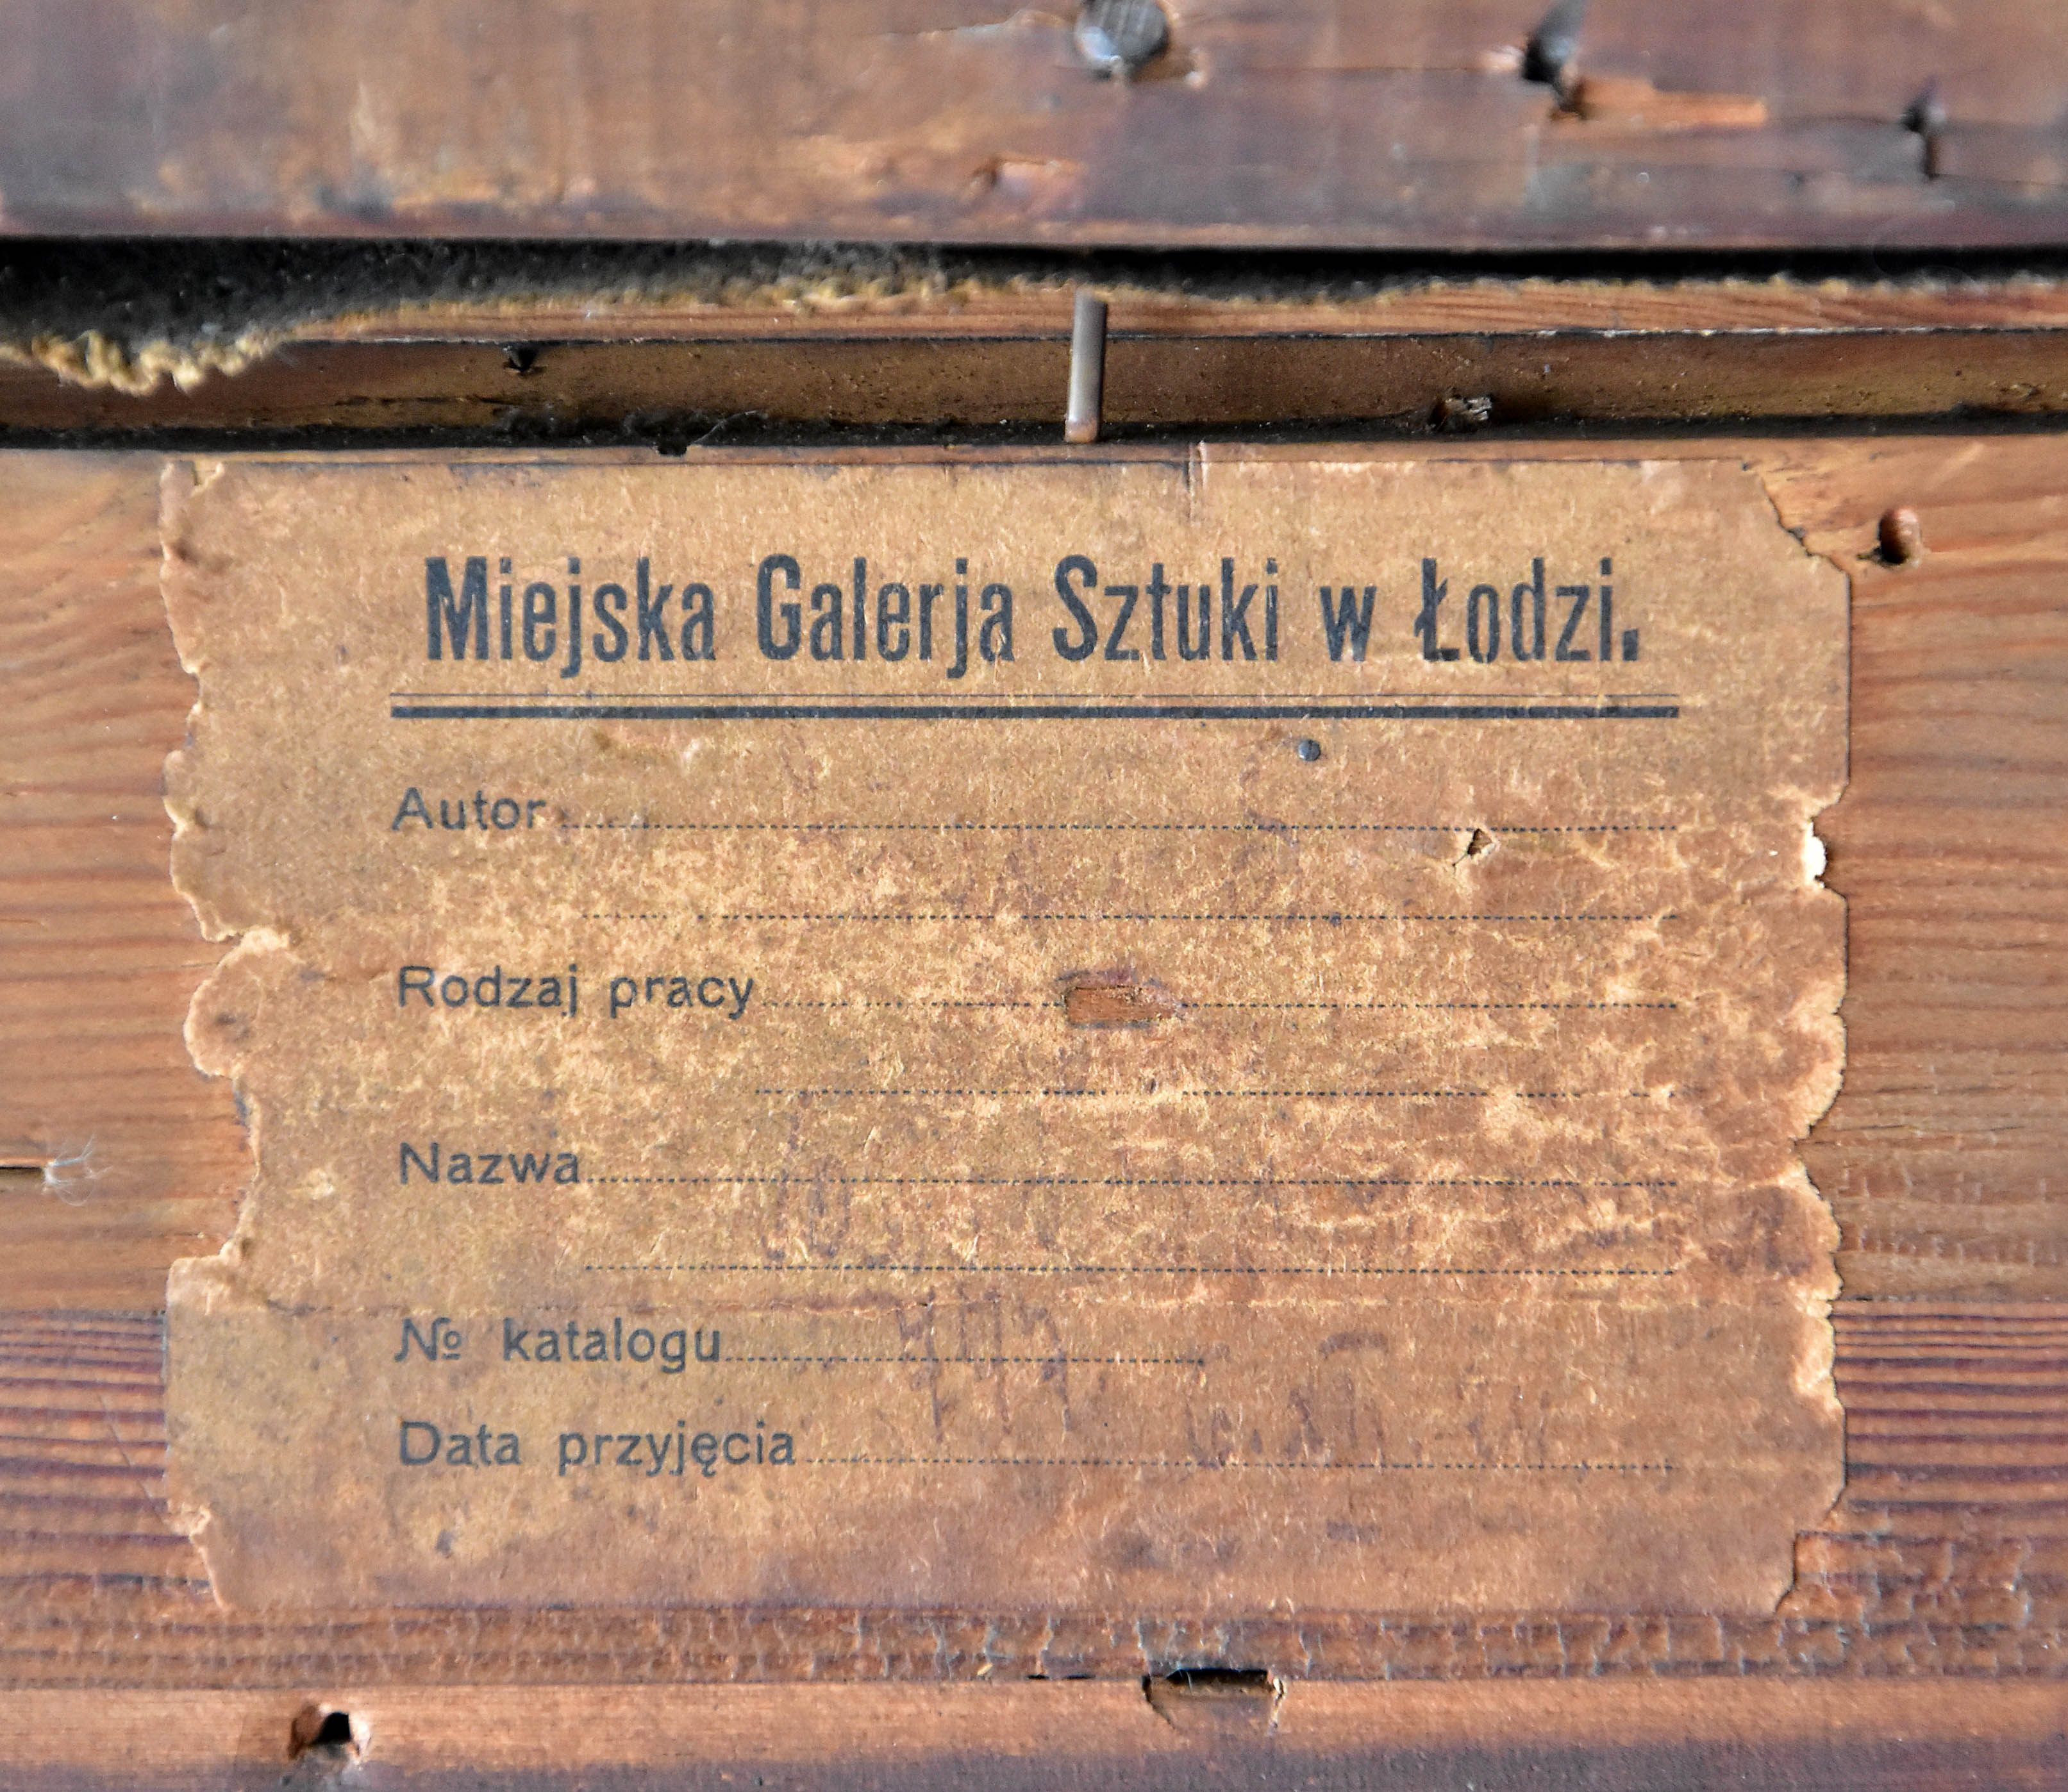 Miejska Galerja Sztuki w Łodzi.
Autor
Rodzaj pracy
Nazwa
№ katalogu
Data przyjęcia